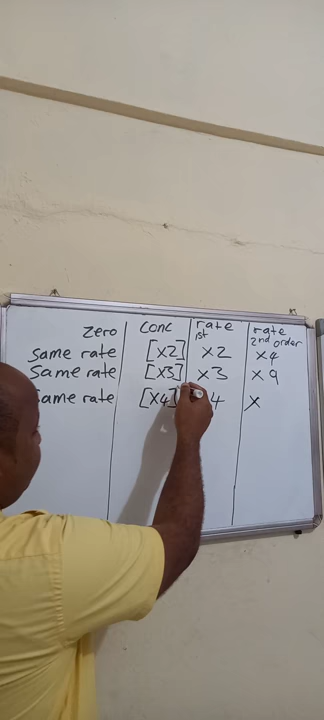 zero conc rate 1st rate 2nd order
same rate [x2] x2 x4
same rate [x3] x3 x9
same rate [x4] 4 x